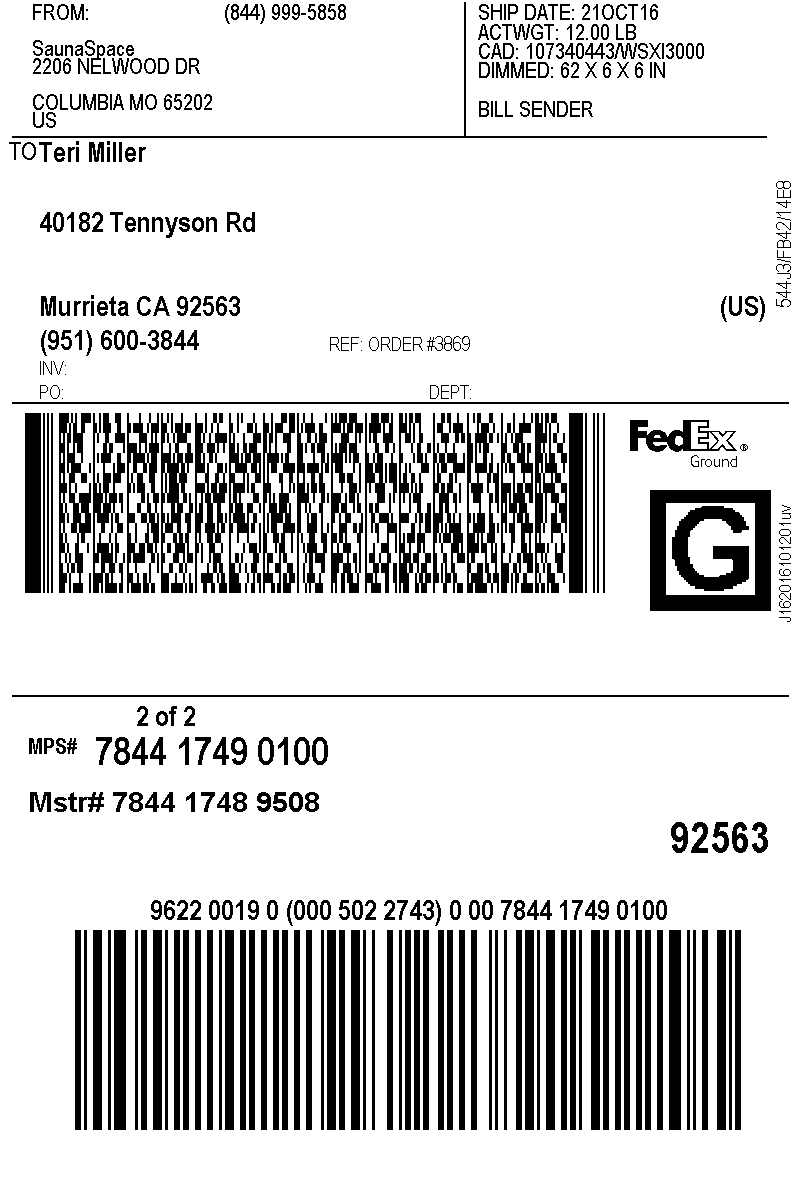 FROM: (844) 999-5858
SaunaSpace
2206 NELWOOD DR
COLUMBIA MO 65202
US
SHIP DATE: 21OCT16
ACTWGT: 12.00 LB
CAD: 107340443/WSXI3000
DIMMED: 62 X 6 X 6 IN
BILL SENDER
TO Teri Miller
40182 Tennyson Rd
Murrieta CA 92563 (US)
(951) 600-3844 REF: ORDER #3869
INV:
PO: DEPT:
544J3/FB42/14E8
FedEx®
Ground
G
J162016101201uv
2 of 2
MPS# 7844 1749 0100
Mstr# 7844 1748 9508
92563
9622 0019 0 (000 502 2743) 0 00 7844 1749 0100